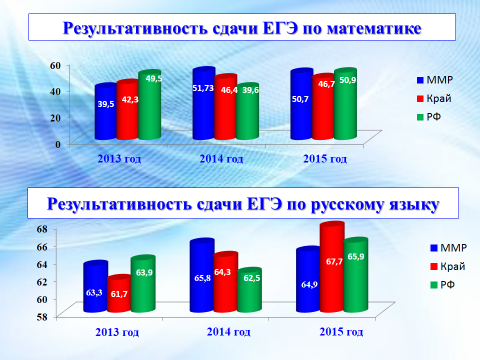 Результативность сдачи ЕГЭ по математике
60
40
20
0
39,5
42,3
49,5
51,73
46,4
39,6
50,7
46,7
50,9
2013 год
2014 год
2015 год
ММР
Край
РФ
Результативность сдачи ЕГЭ по русскому языку
68
66
64
62
60
58
63,3
61,7
63,9
65,8
64,3
62,5
64,9
67,7
65,9
2013 год
2014 год
2015 год
ММР
Край
РФ